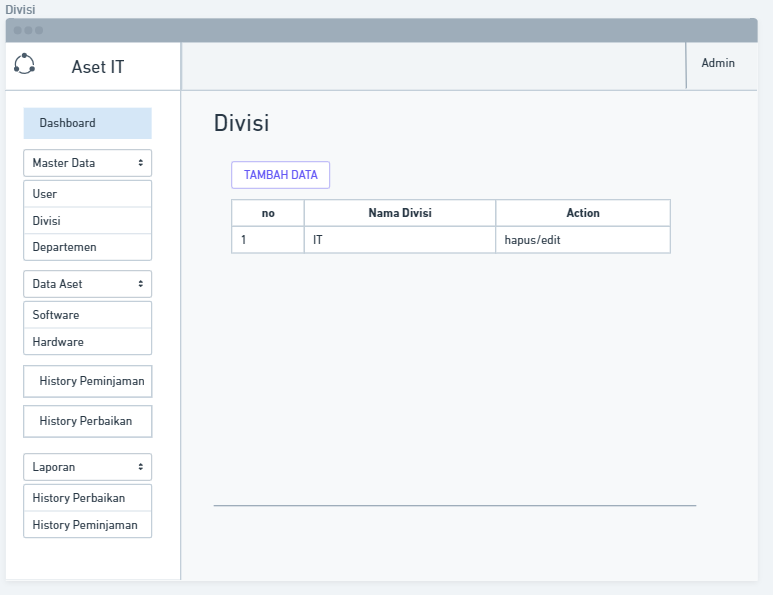 Divisi
Aset IT
Admin
Dashboard
Master Data
User
Divisi
Departemen
Data Aset
Software
Hardware
History Peminjaman
History Perbaikan
Laporan
History Perbaikan
History Peminjaman
Divisi
TAMBAH DATA
no Nama Divisi Action
1 IT hapus/edit